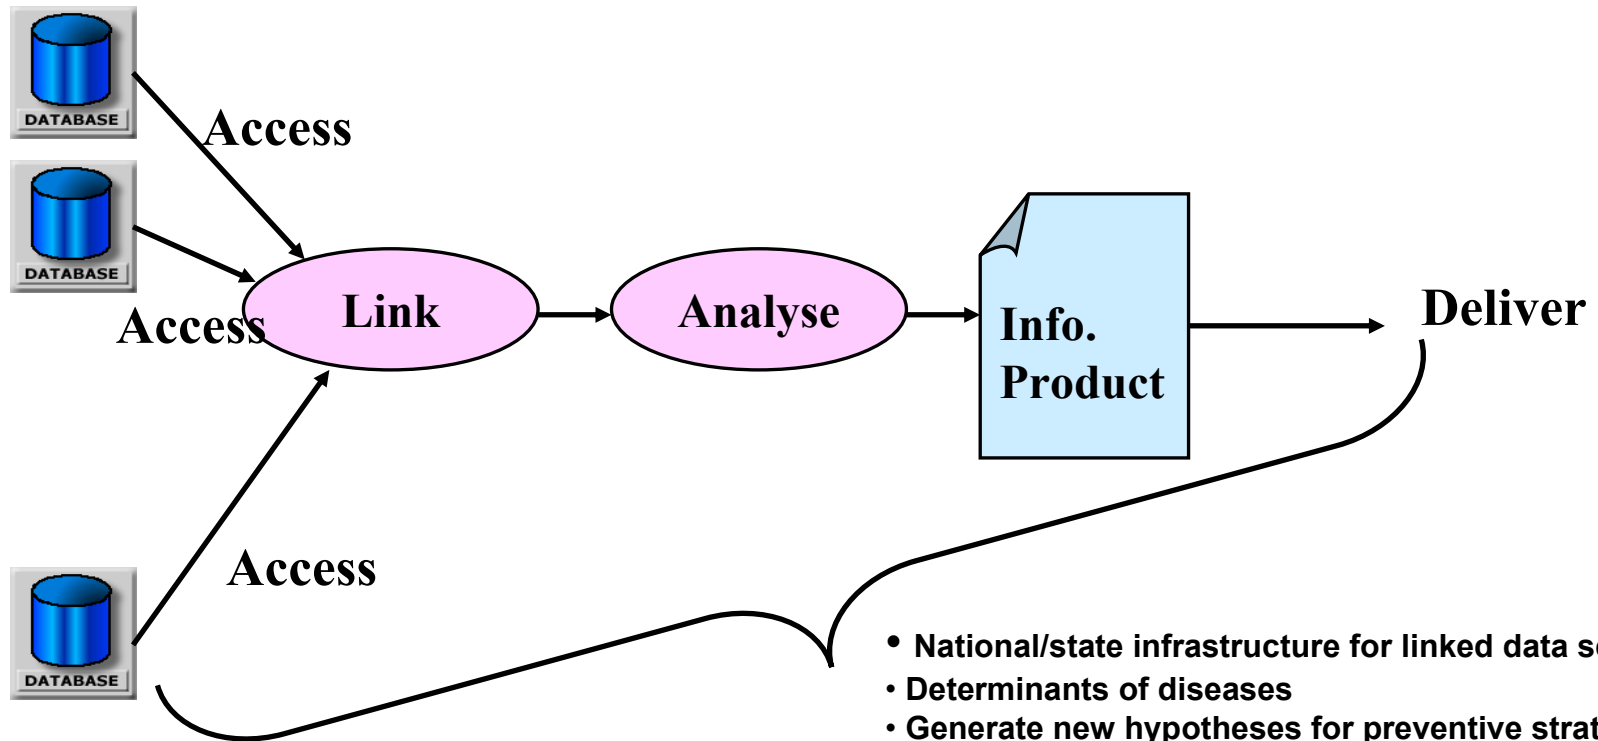 DATABASE
Access
DATABASE
Access
Link
Analyse
Info.
Product
Deliver
Access
DATABASE
• National/state infrastructure for linked data
• Determinants of diseases
• Generate new hypotheses for preventive